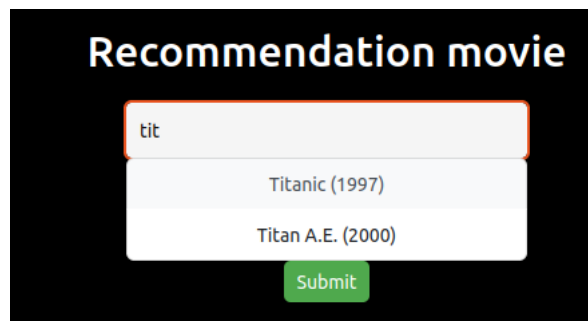 Recommendation movie
tit
Titanic (1997)
Titan A.E. (2000)
Submit